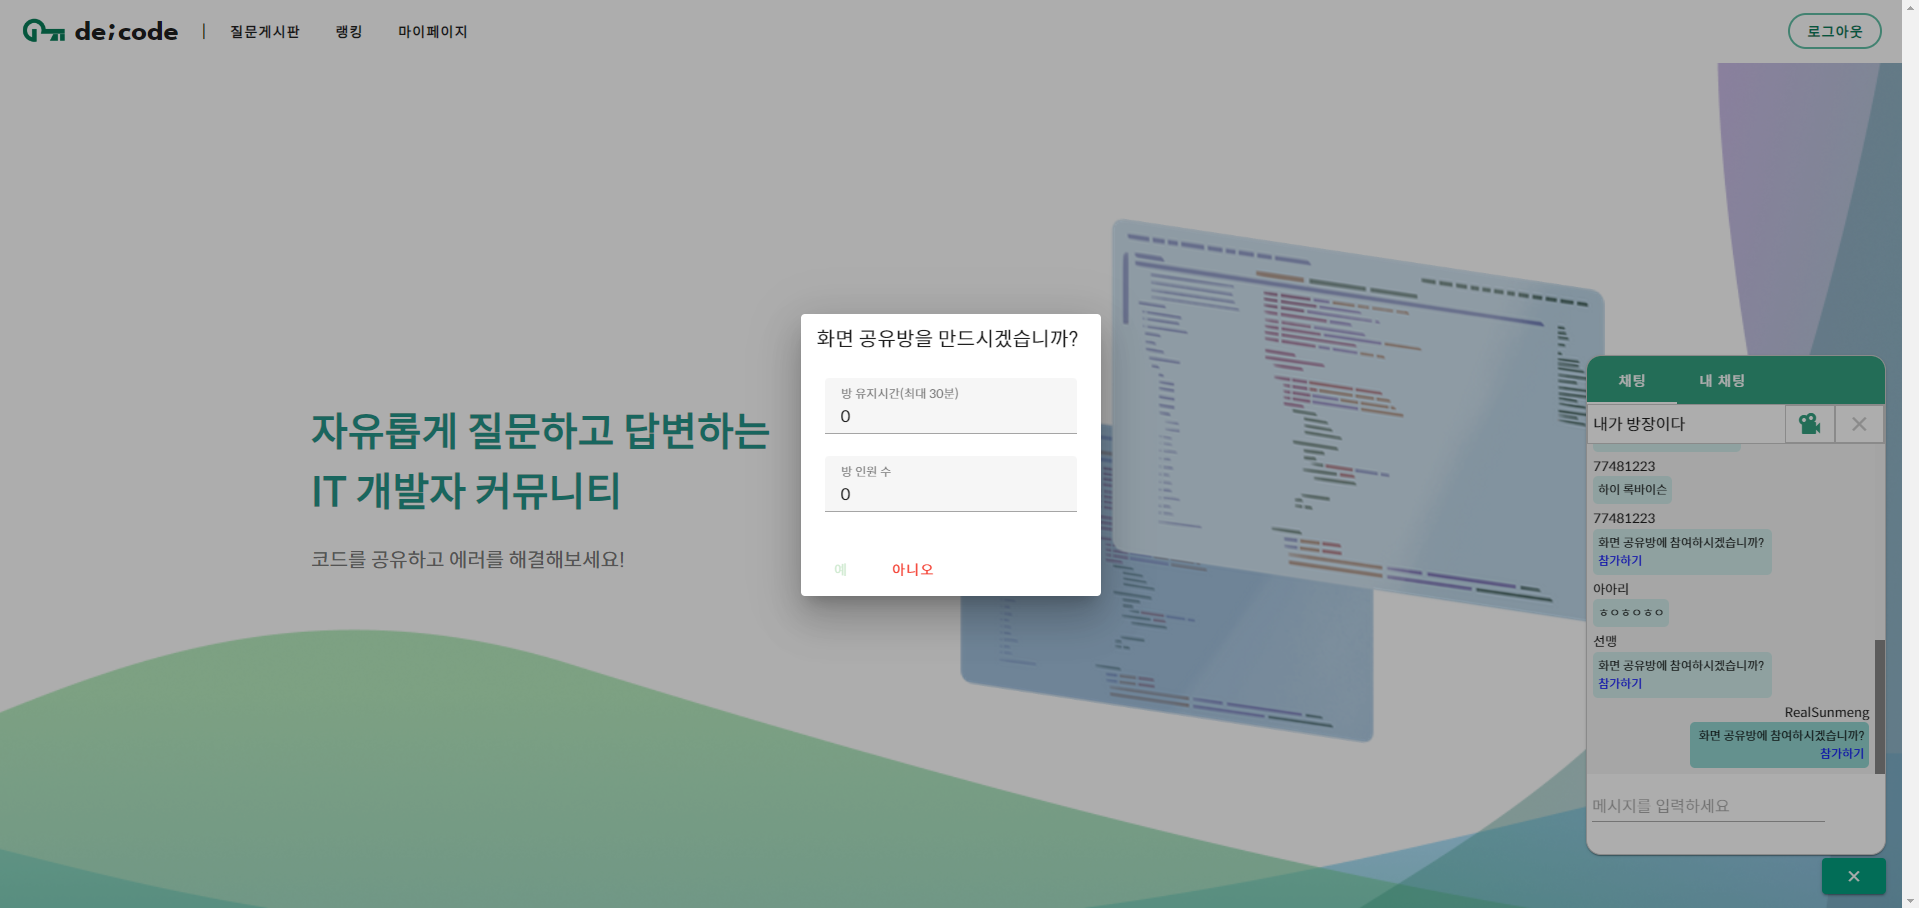 de;code | 질문게시판 랭킹 마이페이지 로그아웃
자유롭게 질문하고 답변하는
IT 개발자 커뮤니티
코드를 공유하고 에러를 해결해보세요!
화면 공유방을 만드시겠습니까?
방 유지시간(최대 30분)
0
방 인원 수
0
예 아니오
채팅 내 채팅
내가 방장이다
77481223
하이 록바이슨
77481223
화면 공유방에 참여하시겠습니까?
참가하기
아아리
ㅎㅇㅎㅇㅎㅇ
선맹
화면 공유방에 참여하시겠습니까?
참가하기
RealSunmeng
화면 공유방에 참여하시겠습니까?
참가하기
메시지를 입력하세요